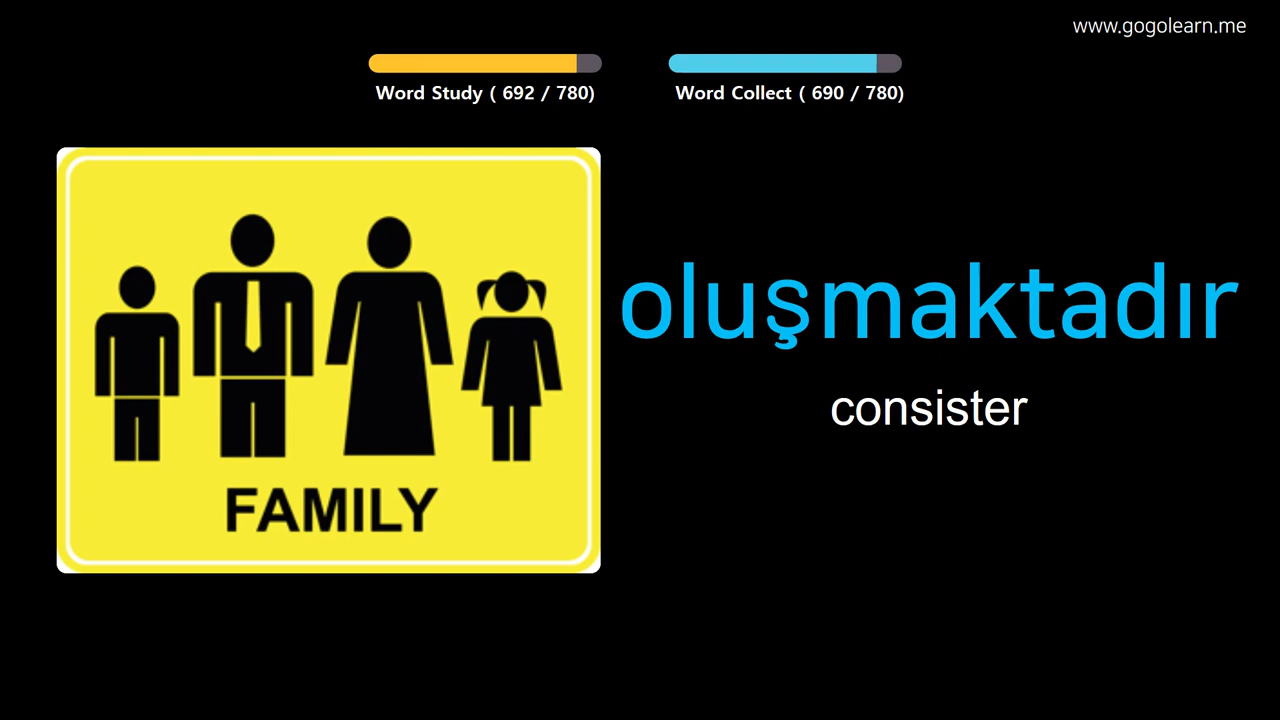 www.gogolearn.me
Word Study ( 692 / 780)
Word Collect ( 690 / 780)
oluşmaktadır
consister
FAMILY